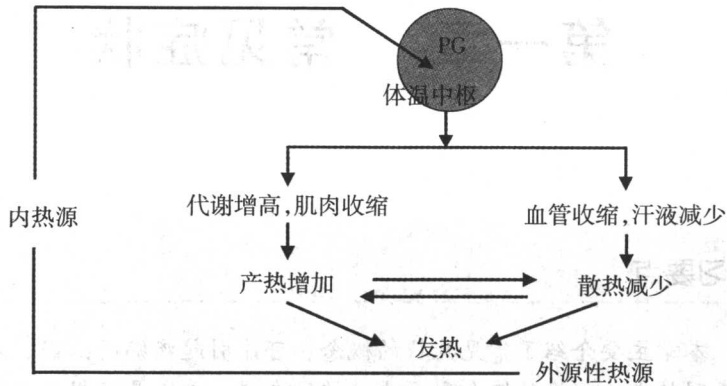 PG
体温中枢
内热源
代谢增高,肌肉收缩
血管收缩,汗液减少
产热增加
散热减少
发热
外源性热源